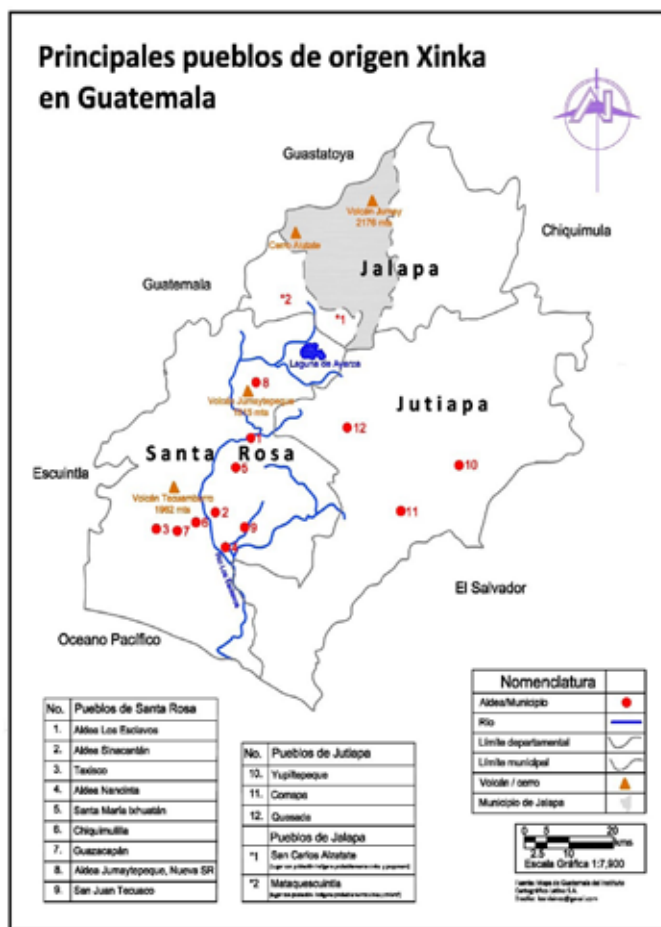 Principales pueblos de origen Xinka
en Guatemala
Guastatoya
Volcán Jumay
2176 mts
Chiquimula
Jalapa
Guatemala
*2
*1
Laguna de Ayarza
8
Volcán Jumaytepeque
Jutiapa
12
1
Santa Rosa
5
10
Escuintla
Volcán Tecuamburro
1962 mts
2
11
6
9
3
7
4
Río Los Esclavos
El Salvador
Oceano Pacífico
Nomenclatura
Aldea/Municipio
Río
Límite departamental
Límite municipal
Volcán / cerro
Municipio de Jalapa
No. Pueblos de Santa Rosa
1. Aldea Los Esclavos
2. Aldea Sinacantán
3. Taxisco
4. Aldea Nancinta
5. Santa María Ixhuatán
6. Chiquimulilla
7. Guazacapán
8. Aldea Jumaytepeque, Nueva SR
9. San Juan Tecuaco
No. Pueblos de Jutiapa
10. Yupiltepeque
11. Comapa
12. Quesada
Pueblos de Jalapa
*1 San Carlos Alzatate
*2 Mataquescuintla
0 5 20
2.5 10 Kms
Escala Gráfica 1:7,900